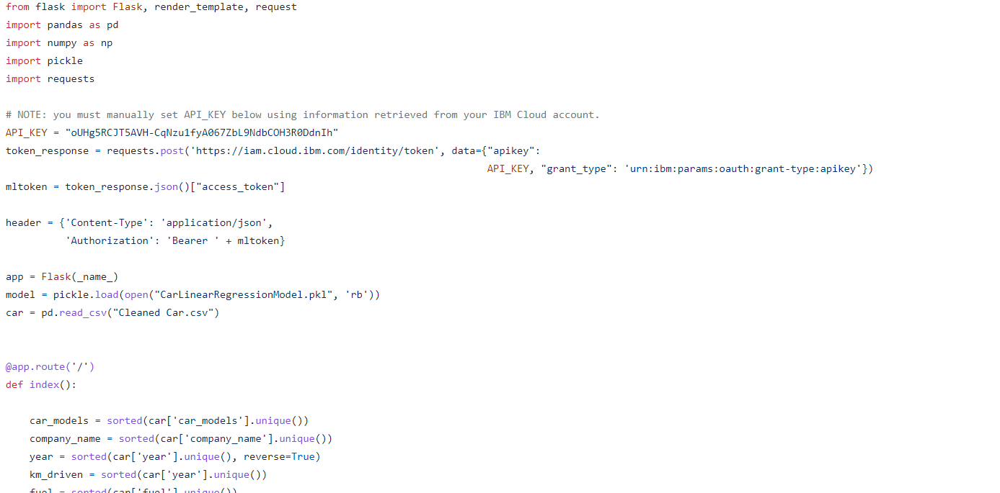 from flask import Flask, render_template, request
import pandas as pd
import numpy as np
import pickle
import requests
# NOTE: you must manually set API_KEY below using information retrieved from your IBM Cloud account.
API_KEY = "oUHg5RCJT5AVH-CqNzu1fyA067ZbL9NdbCOH3R0DdnIh"
token_response = requests.post('https://iam.cloud.ibm.com/identity/token', data={"apikey":
API_KEY, "grant_type": 'urn:ibm:params:oauth:grant-type:apikey'})
mltoken = token_response.json()["access_token"]
header = {'Content-Type': 'application/json',
'Authorization': 'Bearer ' + mltoken}
app = Flask(_name_)
model = pickle.load(open("CarLinearRegressionModel.pkl", 'rb'))
car = pd.read_csv("Cleaned Car.csv")
@app.route('/')
def index():
car_models = sorted(car['car_models'].unique())
company_name = sorted(car['company_name'].unique())
year = sorted(car['year'].unique(), reverse=True)
km_driven = sorted(car['year'].unique())
fuel = sorted(car['fuel'].unique())